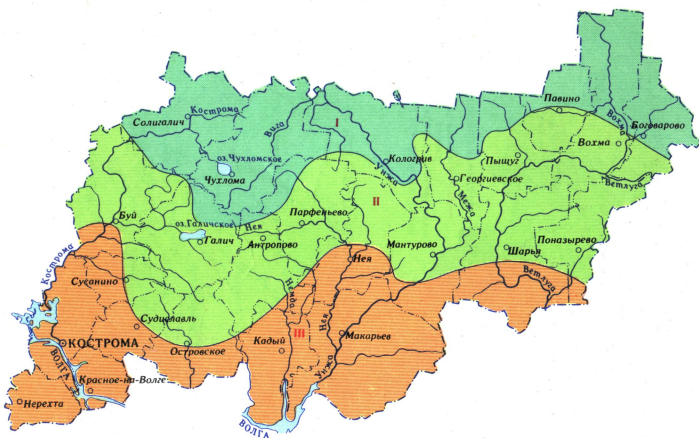 Павино
Солигалич
Кострома
Вига
I
Вохма
Боговарово
Вохма
оз.Чухломское
Чухлома
Унжа
Кологрив
Пыщуг
Георгиевское
Ветлуга
Межа
II
Буй
оз.Галичское
Нея
Парфеньево
Галич
Антропово
Мантурово
Шарья
Поназырево
Кострома
Нея
Сусанино
Немда
Ветлуга
Судиславль
Нея
III
КОСТРОМА
Островское
Кадый
Макарьев
ВОЛГА
Унжа
Красное-на-Волге
Нерехта
ВОЛГА